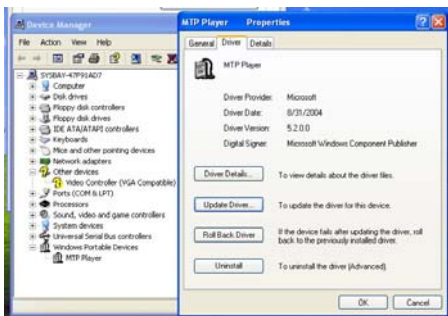 Device Manager
File Action View Help
SYSBAY-47F91AD7
Computer
Disk drives
Floppy disk controllers
Floppy disk drives
IDE ATA/ATAPI controllers
Keyboards
Mice and other pointing devices
Network adapters
Other devices
Video Controller (VGA Compatible)
Ports (COM & LPT)
Processors
Sound, video and game controllers
System devices
Universal Serial Bus controllers
Windows Portable Devices
MTP Player
MTP Player Properties
General Driver Details
MTP Player
Driver Provider: Microsoft
Driver Date: 8/31/2004
Driver Version: 5.2.0.0
Digital Signer: Microsoft Windows Component Publisher
Driver Details... To view details about the driver files.
Update Driver... To update the driver for this device.
Roll Back Driver If the device fails after updating the driver, roll
back to the previously installed driver.
Uninstall To uninstall the driver (Advanced).
OK Cancel